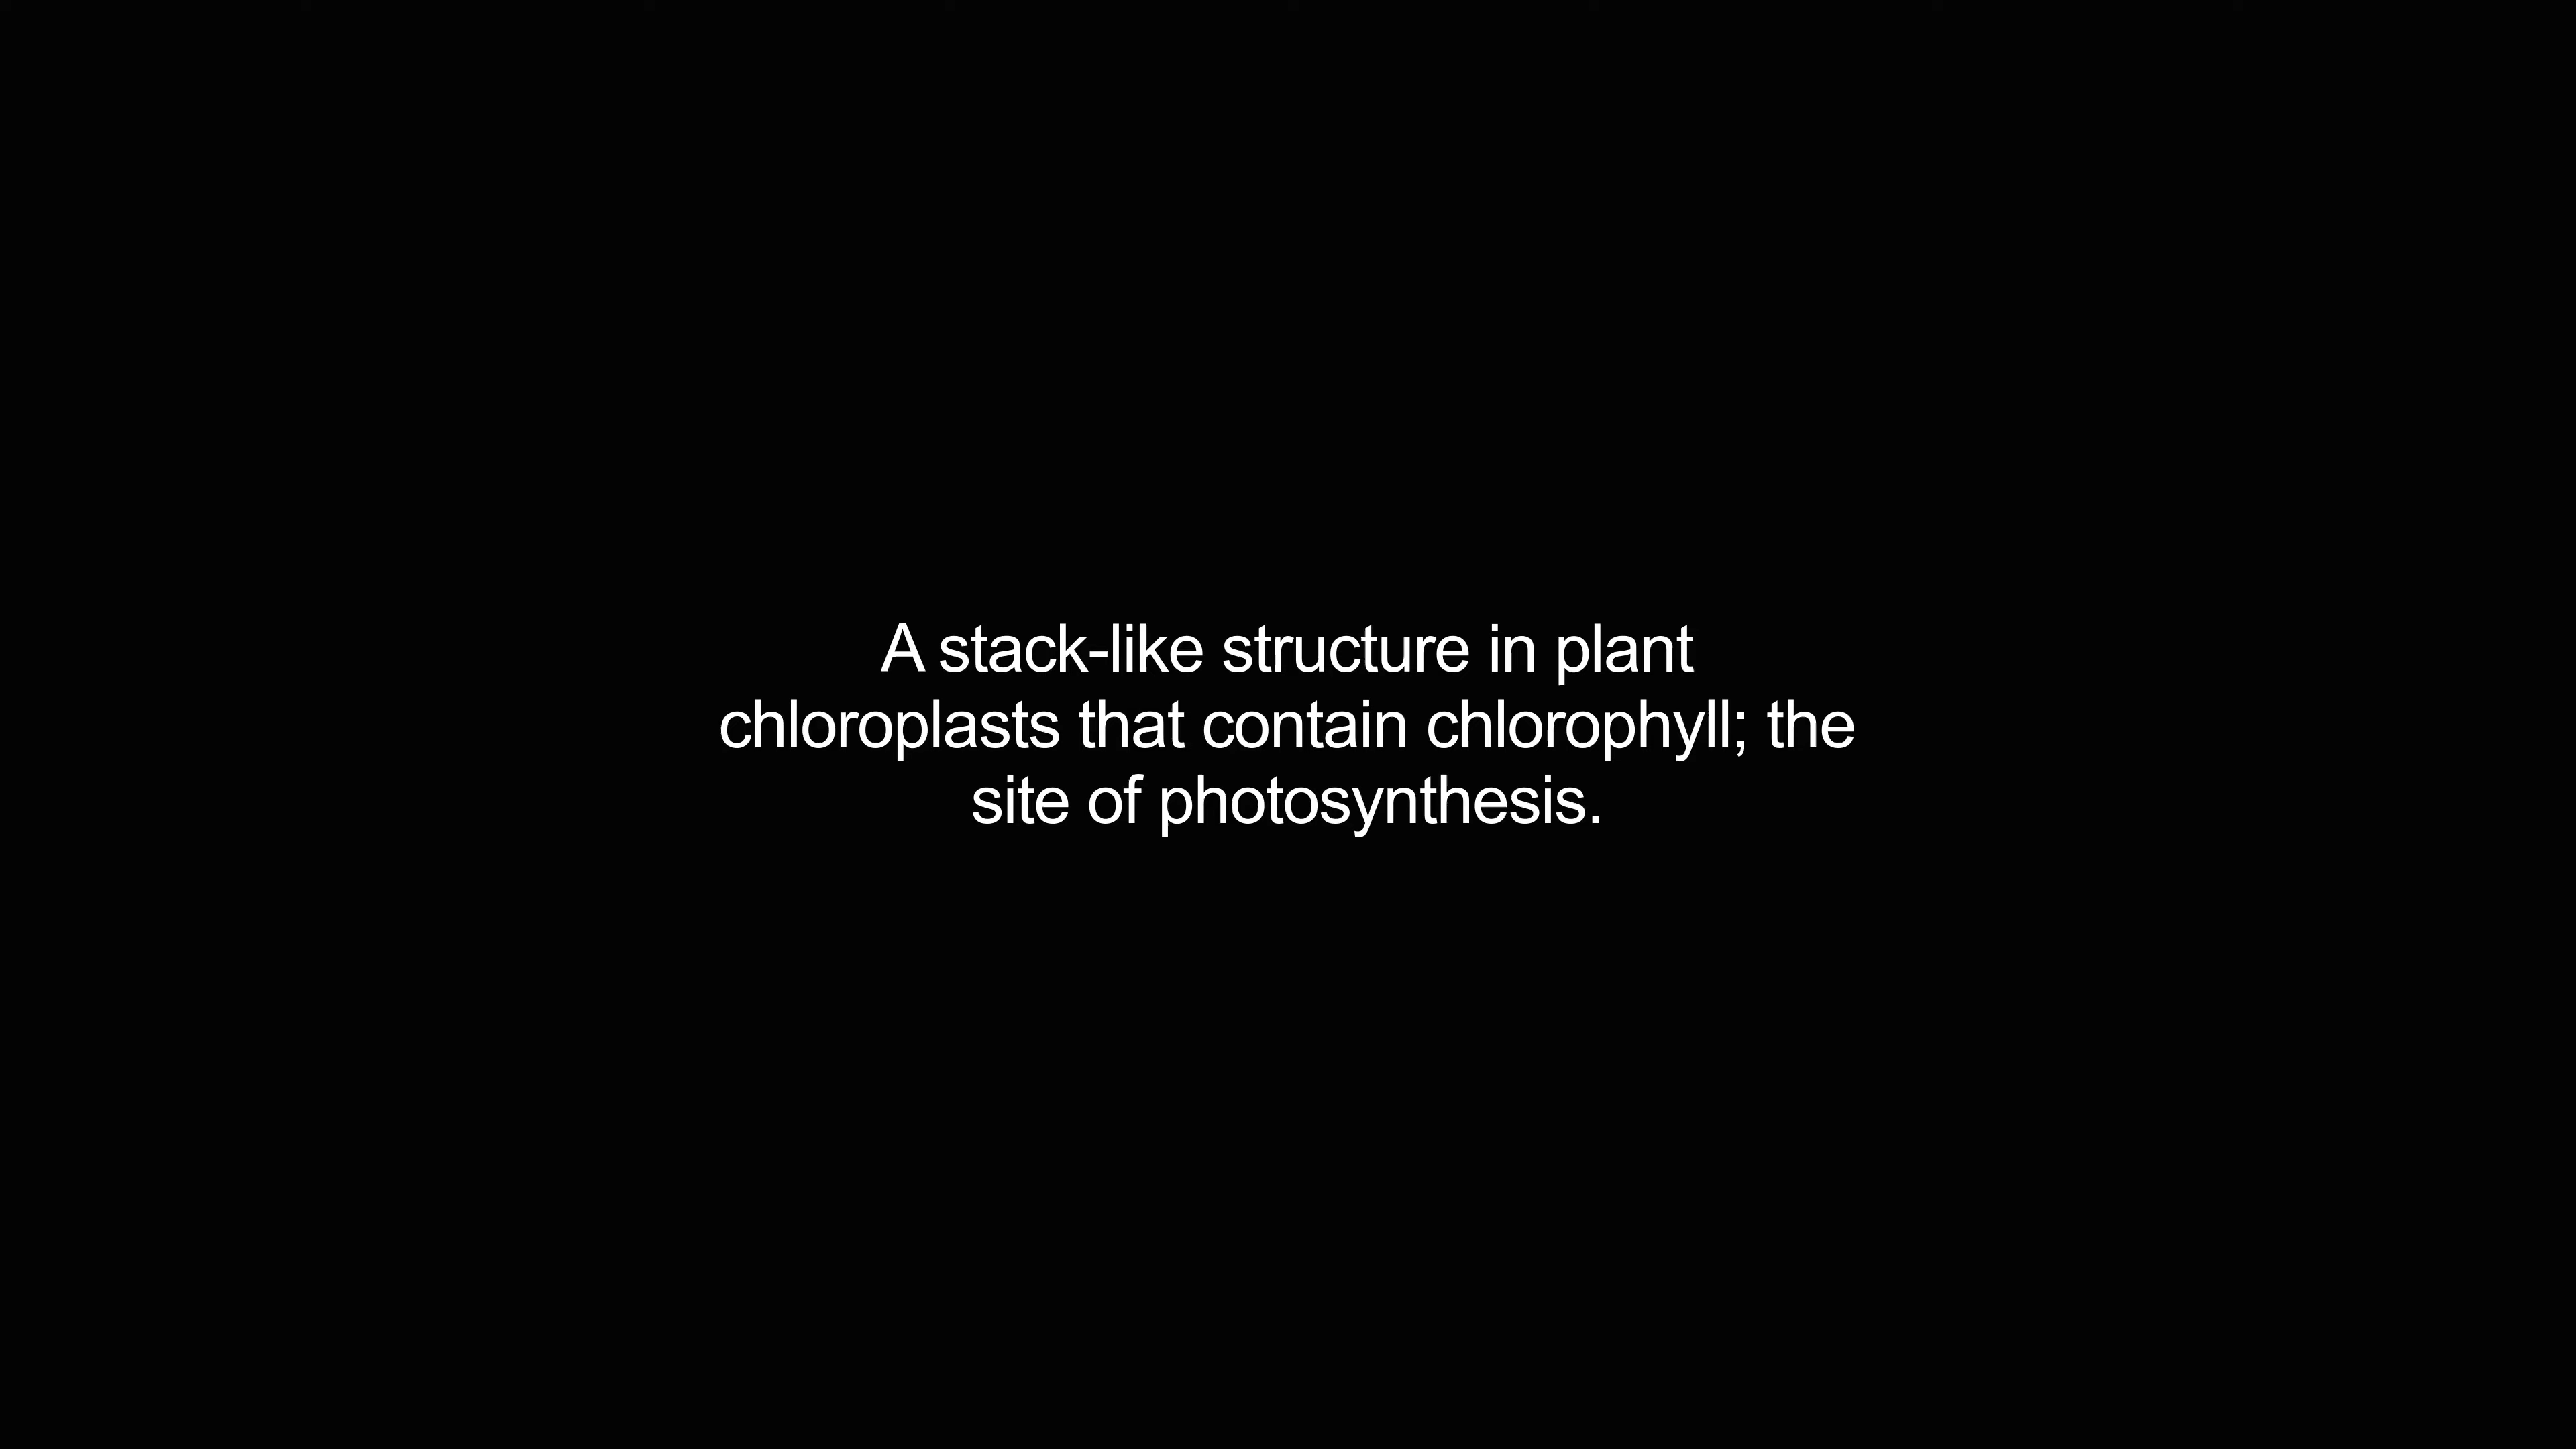 A stack-like structure in plant
chloroplasts that contain chlorophyll; the
site of photosynthesis.